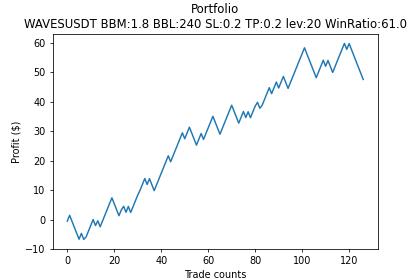 Portfolio
WAVESUSDT BBM:1.8 BBL:240 SL:0.2 TP:0.2 lev:20 WinRatio:61.0
60
50
40
30
20
10
0
−10
Profit ($)
0 20 40 60 80 100 120
Trade counts